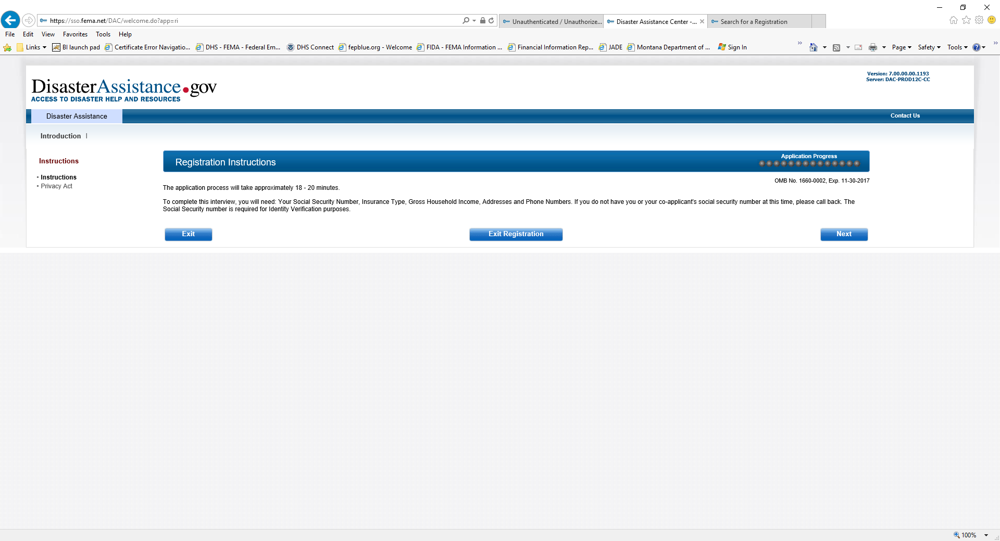 https://sso.fema.net/DAC/welcome.do?app=ri
Unauthenticated / Unauthorize...
Disaster Assistance Center -...
Search for a Registration
File Edit View Favorites Tools Help
Links
BI launch pad
Certificate Error Navigatio...
DHS - FEMA - Federal Em...
DHS Connect
fepblue.org - Welcome
FIDA - FEMA Information ...
Financial Information Rep...
JADE
Montana Department of ...
Sign In
Page Safety Tools
Version: 7.00.00.00.1193
Server: DAC-PROD12C-CC
DisasterAssistance.gov
ACCESS TO DISASTER HELP AND RESOURCES
Disaster Assistance
Contact Us
Introduction |
Instructions
• Instructions
• Privacy Act
Registration Instructions
Application Progress
OMB No. 1660-0002, Exp. 11-30-2017
The application process will take approximately 18 - 20 minutes.
To complete this interview, you will need: Your Social Security Number, Insurance Type, Gross Household Income, Addresses and Phone Numbers. If you do not have you or your co-applicant's social security number at this time, please call back. The
Social Security number is required for Identity Verification purposes.
Exit
Exit Registration
Next
100%